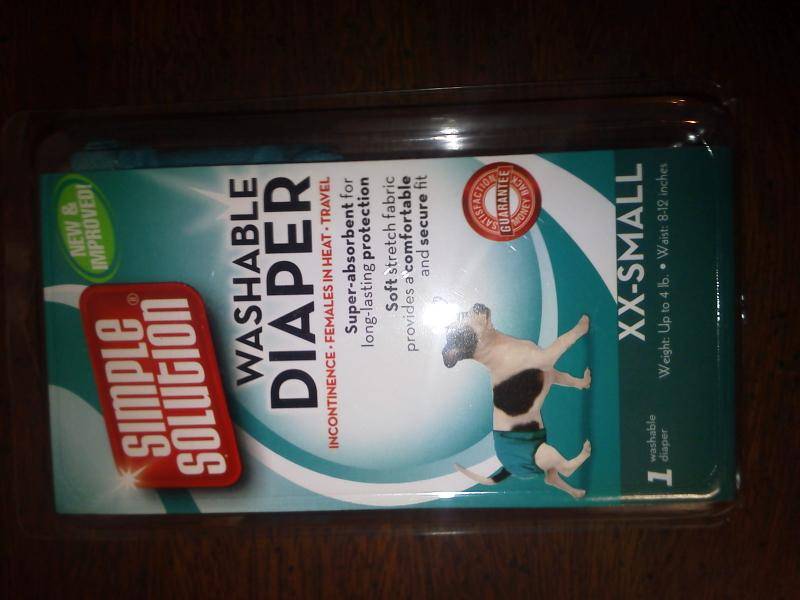 NEW &
IMPROVED!
SIMPLE
SOLUTION®
WASHABLE
DIAPER
INCONTINENCE • FEMALES IN HEAT • TRAVEL
Super-absorbent for
long-lasting protection
Soft stretch fabric
provides a comfortable
and secure fit
SATISFACTION
GUARANTEE
MONEY BACK
XX-SMALL
Weight: Up to 4 lb. • Waist: 8-12 inches
1 washable
diaper